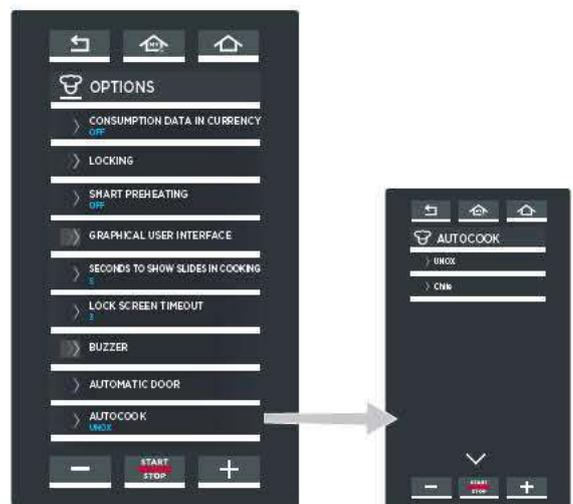 MY
OPTIONS
CONSUMPTION DATA IN CURRENCY
OFF
LOCKING
SMART PREHEATING
OFF
GRAPHICAL USER INTERFACE
SECONDS TO SHOW SLIDES IN COOKING
5
LOCK SCREEN TIMEOUT
3
BUZZER
AUTOMATIC DOOR
AUTOCOOK
UNOX
START
STOP
AUTOCOOK
UNOX
Chile
START
STOP